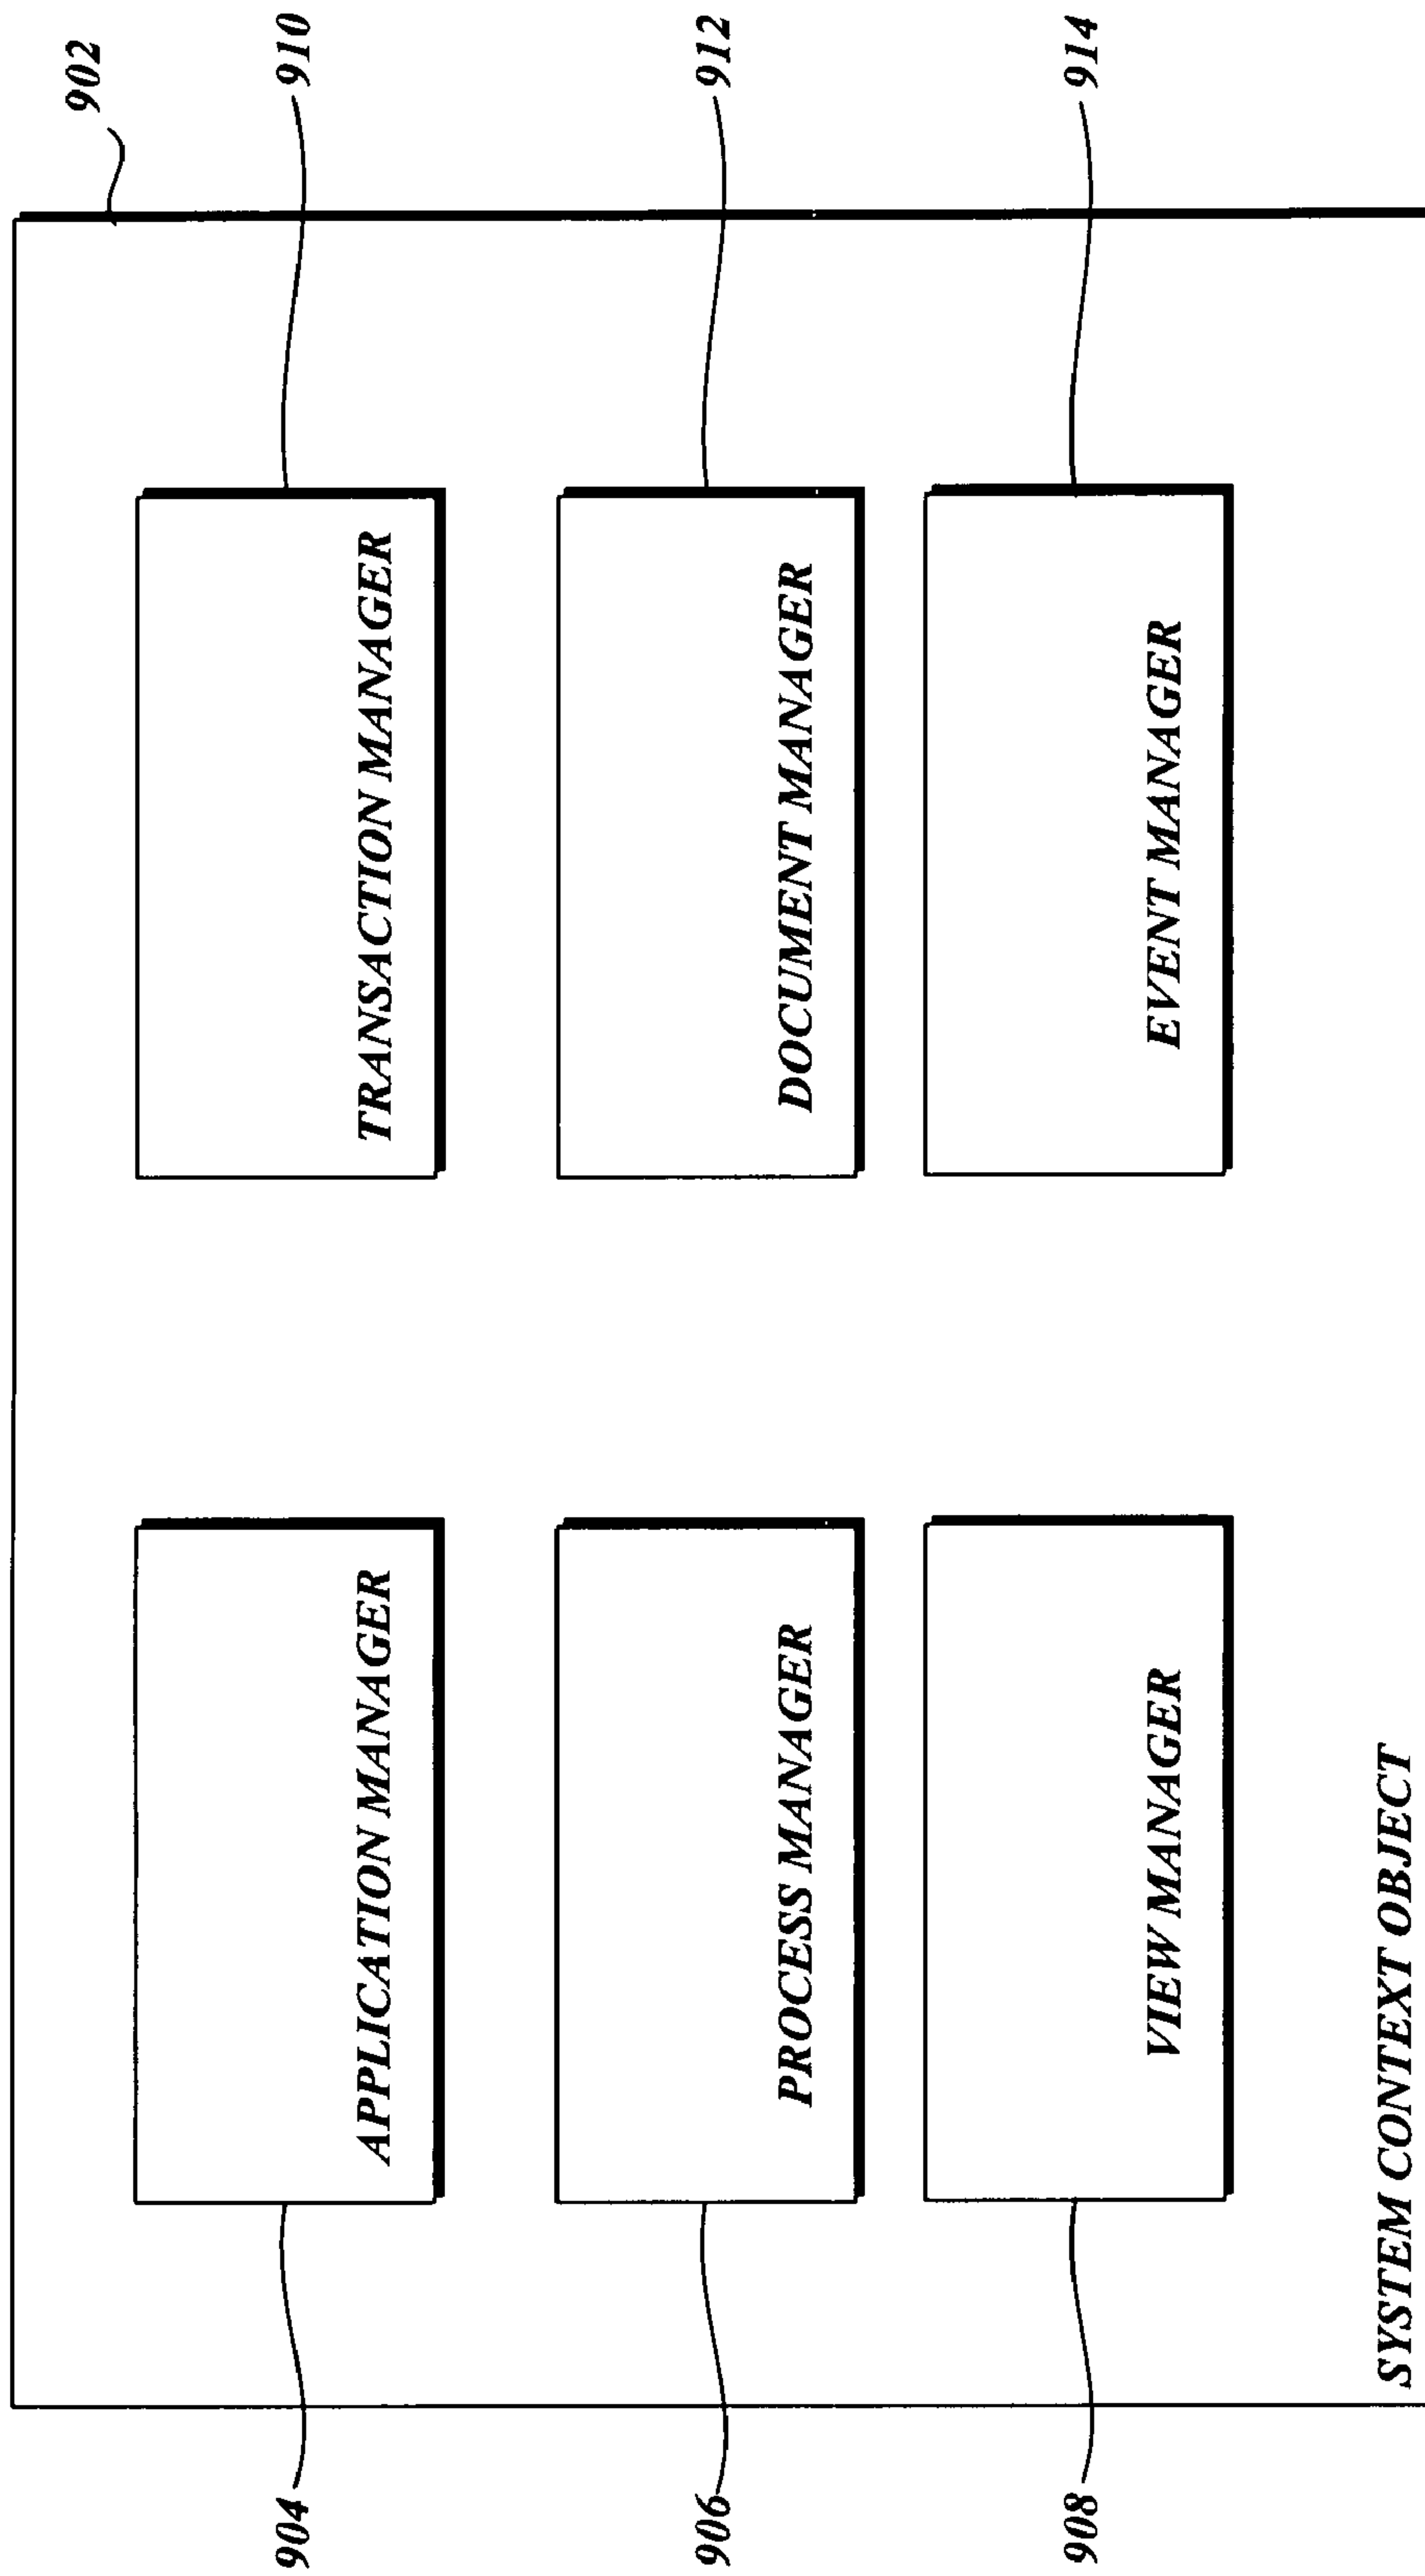 902
904
APPLICATION MANAGER
TRANSACTION MANAGER
910
906
PROCESS MANAGER
DOCUMENT MANAGER
912
908
VIEW MANAGER
EVENT MANAGER
914
SYSTEM CONTEXT OBJECT